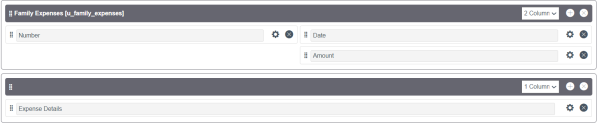 Family Expenses [u_family_expenses]
2 Column
Number
Date
Amount
1 Column
Expense Details